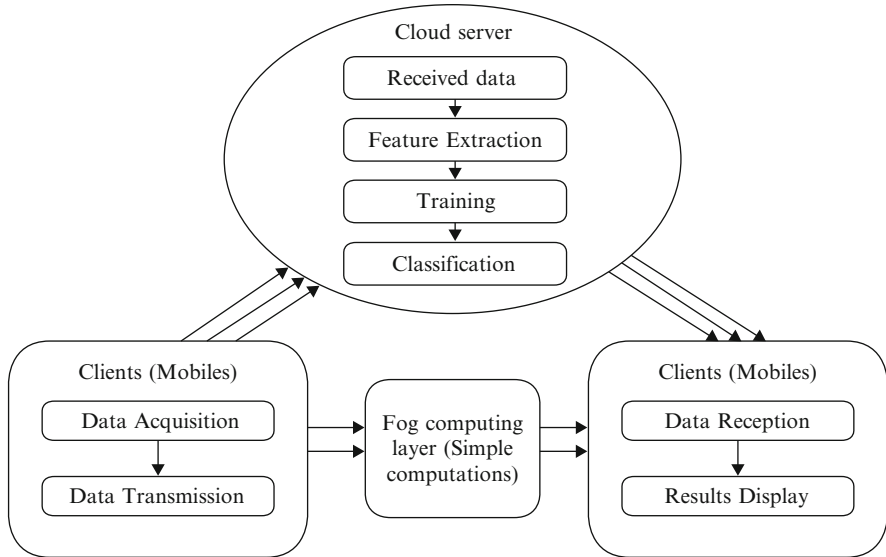 Cloud server
Received data
Feature Extraction
Training
Classification
Clients (Mobiles)
Data Acquisition
Data Transmission
Fog computing
layer (Simple
computations)
Clients (Mobiles)
Data Reception
Results Display